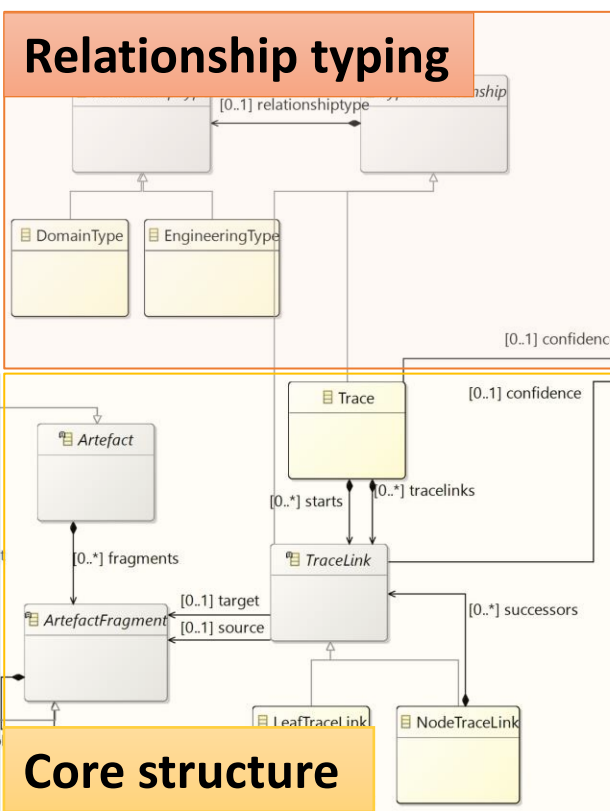 Relationship typing
[0..1] relationshiptype
DomainType
EngineeringType
[0..1] confidenc
Trace
[0..1] confidence
Artefact
[0..*] starts
[0..*] tracelinks
[0..*] fragments
TraceLink
[0..1] target
[0..1] source
ArtefactFragment
[0..*] successors
LeafTraceLink
NodeTraceLink
Core structure